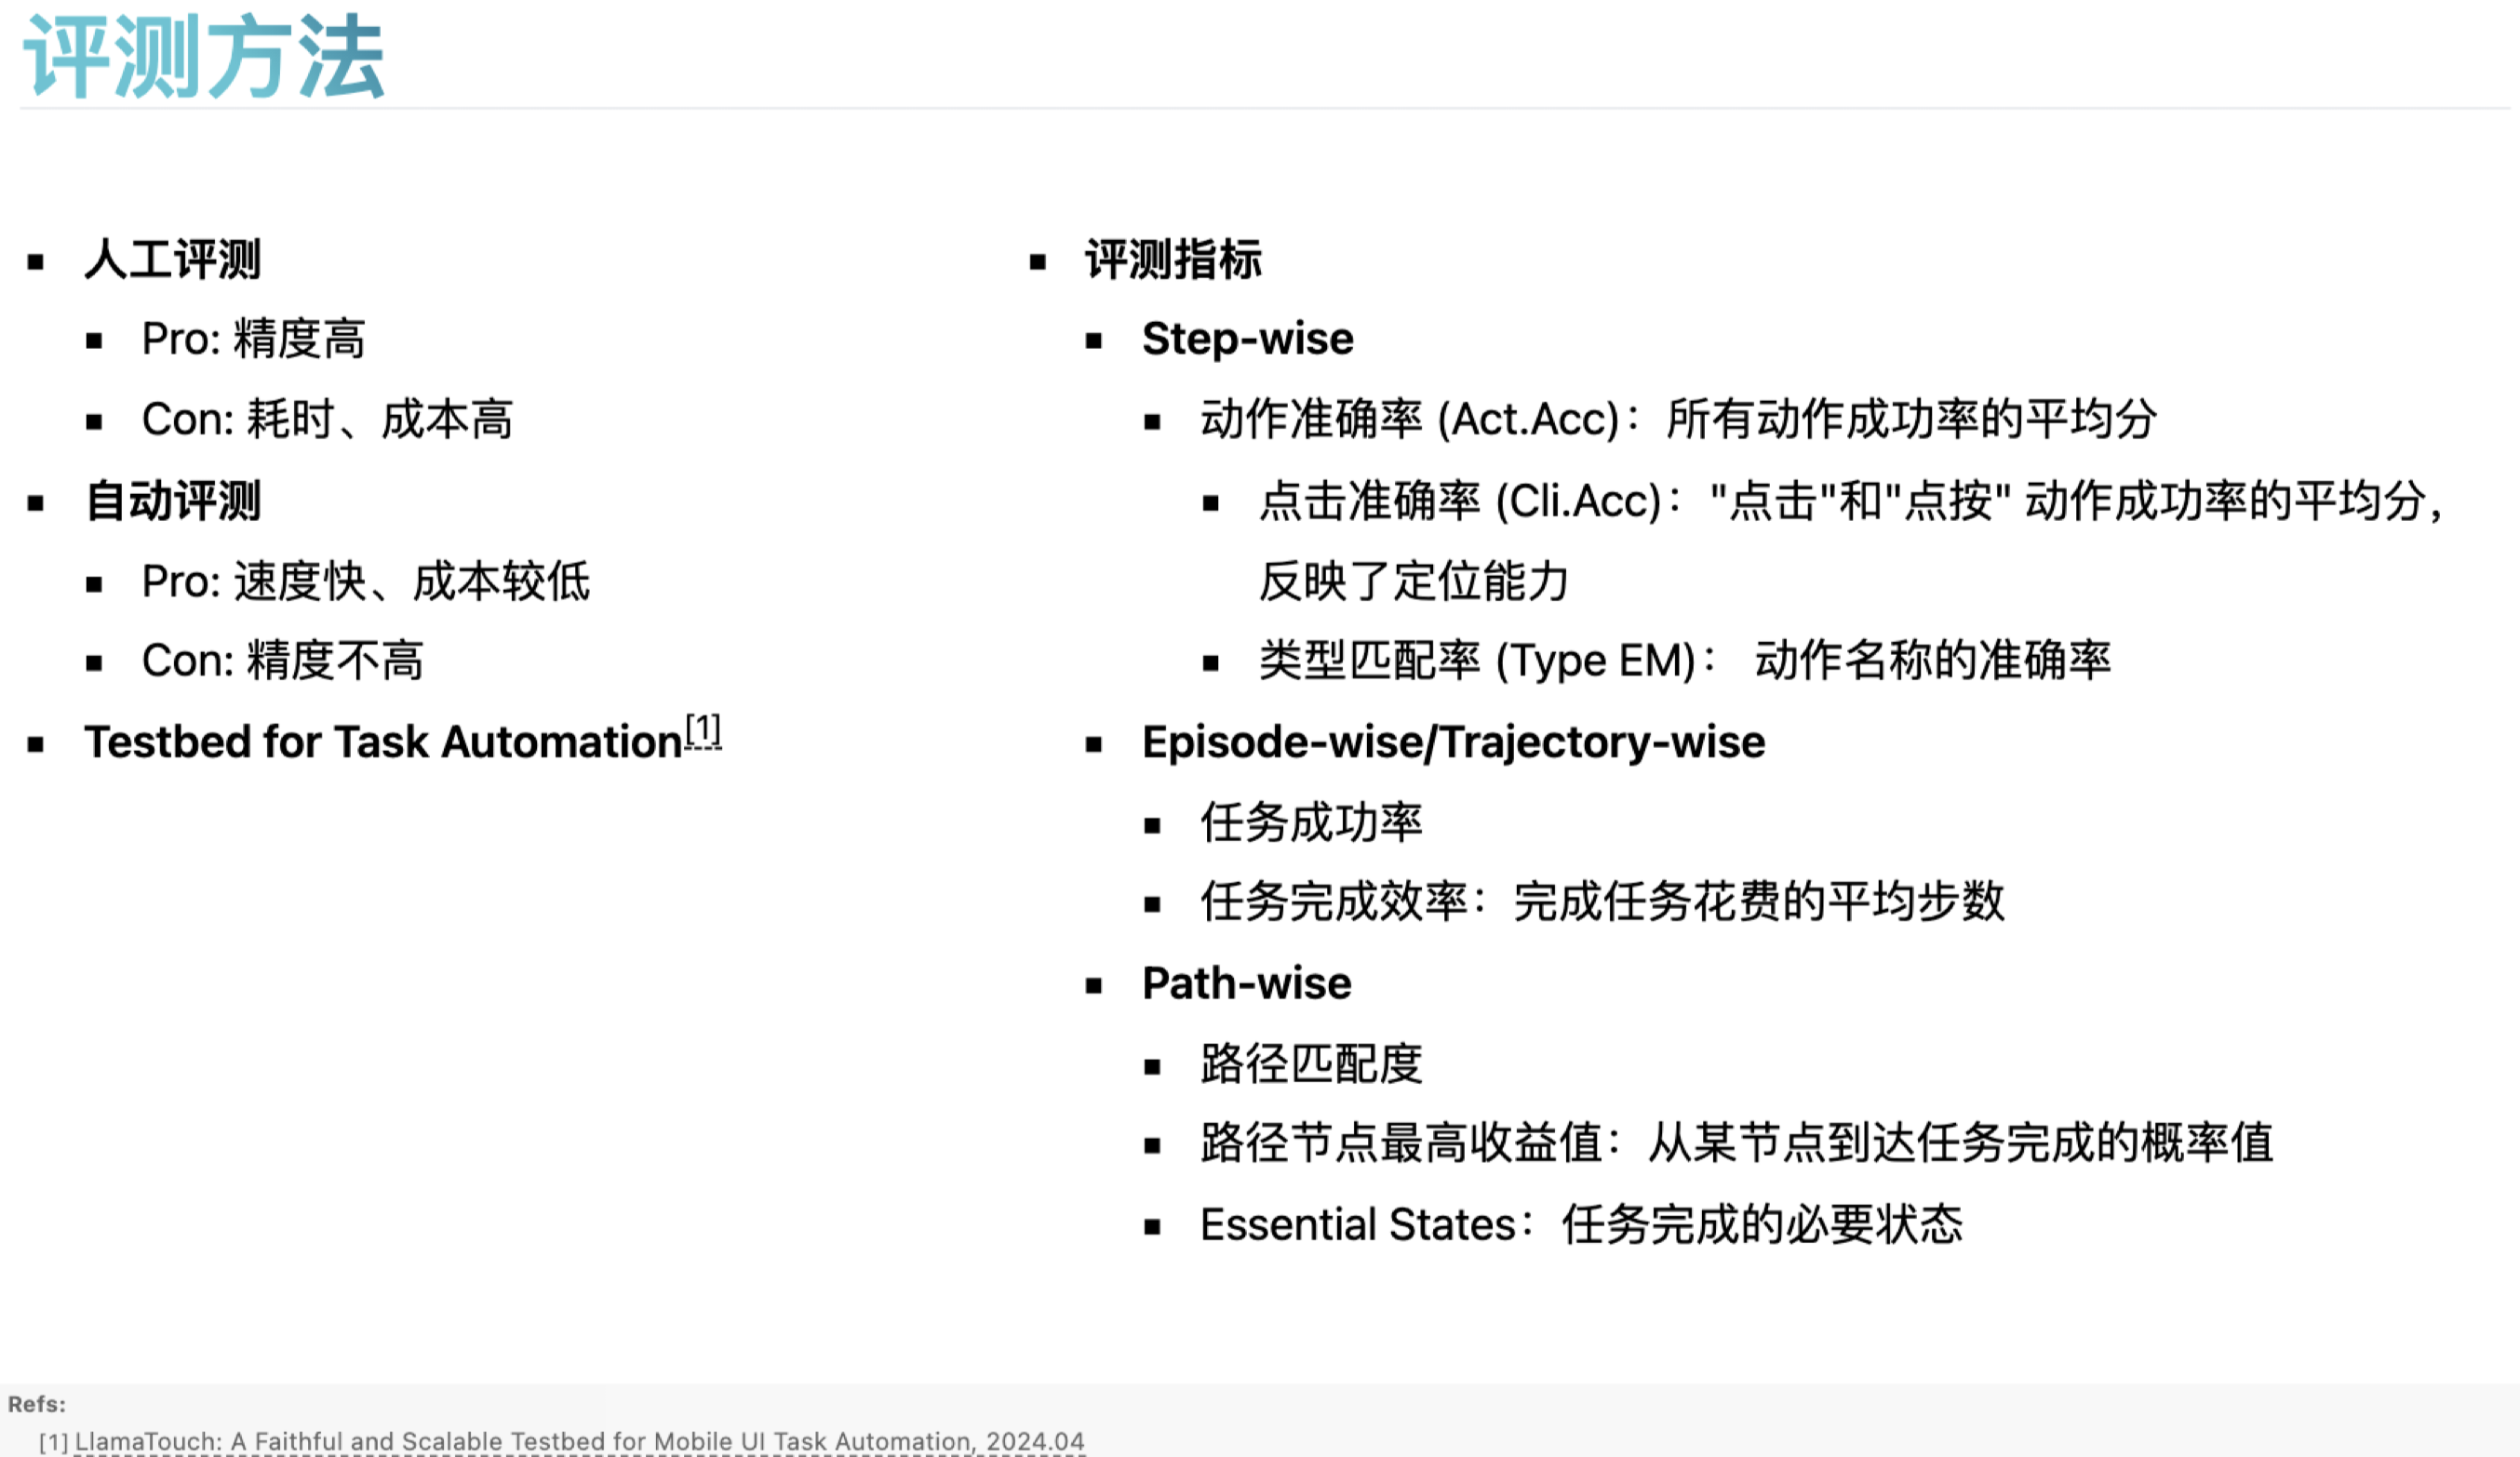 评测方法
人工评测
Pro: 精度高
Con: 耗时、成本高
自动评测
Pro: 速度快、成本较低
Con: 精度不高
Testbed for Task Automation[1]
评测指标
Step-wise
动作准确率 (Act.Acc)：所有动作成功率的平均分
点击准确率 (Cli.Acc)："点击"和"点按" 动作成功率的平均分，
反映了定位能力
类型匹配率 (Type EM)： 动作名称的准确率
Episode-wise/Trajectory-wise
任务成功率
任务完成效率：完成任务花费的平均步数
Path-wise
路径匹配度
路径节点最高收益值：从某节点到达任务完成的概率值
Essential States：任务完成的必要状态
Refs:
[1] LlamaTouch: A Faithful and Scalable Testbed for Mobile UI Task Automation, 2024.04